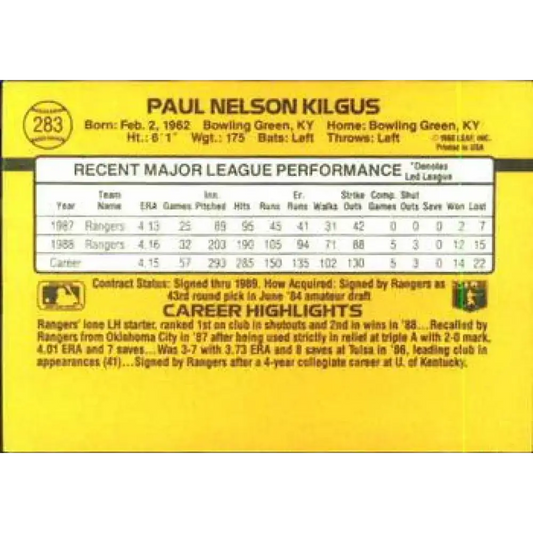 283
PAUL NELSON KILGUS
Born: Feb. 2, 1962 Bowling Green, KY Home: Bowling Green, KY
Ht.: 6'1" Wgt.: 175 Bats: Left Throws: Left
© 1988 LEAF, INC.
Printed in USA
RECENT MAJOR LEAGUE PERFORMANCE *Denotes Led League
Year Team Name ERA Games Inn. Pitched Hits Runs Er. Runs Walks Strike Outs Comp. Games Shut Outs Save Won Lost
1987 Rangers 4.13 25 89 95 45 41 31 42 0 0 0 2 7
1988 Rangers 4.16 32 203 190 105 94 71 88 5 3 0 12 15
Career 4.15 57 293 285 150 135 102 130 5 3 0 14 22
Contract Status: Signed thru 1989. How Acquired: Signed by Rangers as
43rd round pick in June '84 amateur draft
CAREER HIGHLIGHTS
Rangers' lone LH starter, ranked 1st on club in shutouts and 2nd in wins in '88...Recalled by
Rangers from Oklahoma City in '87 after being used strictly in relief at triple A with 2-0 mark,
4.01 ERA and 7 saves...Was 3-7 with 3.73 ERA and 8 saves at Tulsa in '86, leading club in
appearances (41)...Signed by Rangers after a 4-year collegiate career at U. of Kentucky.